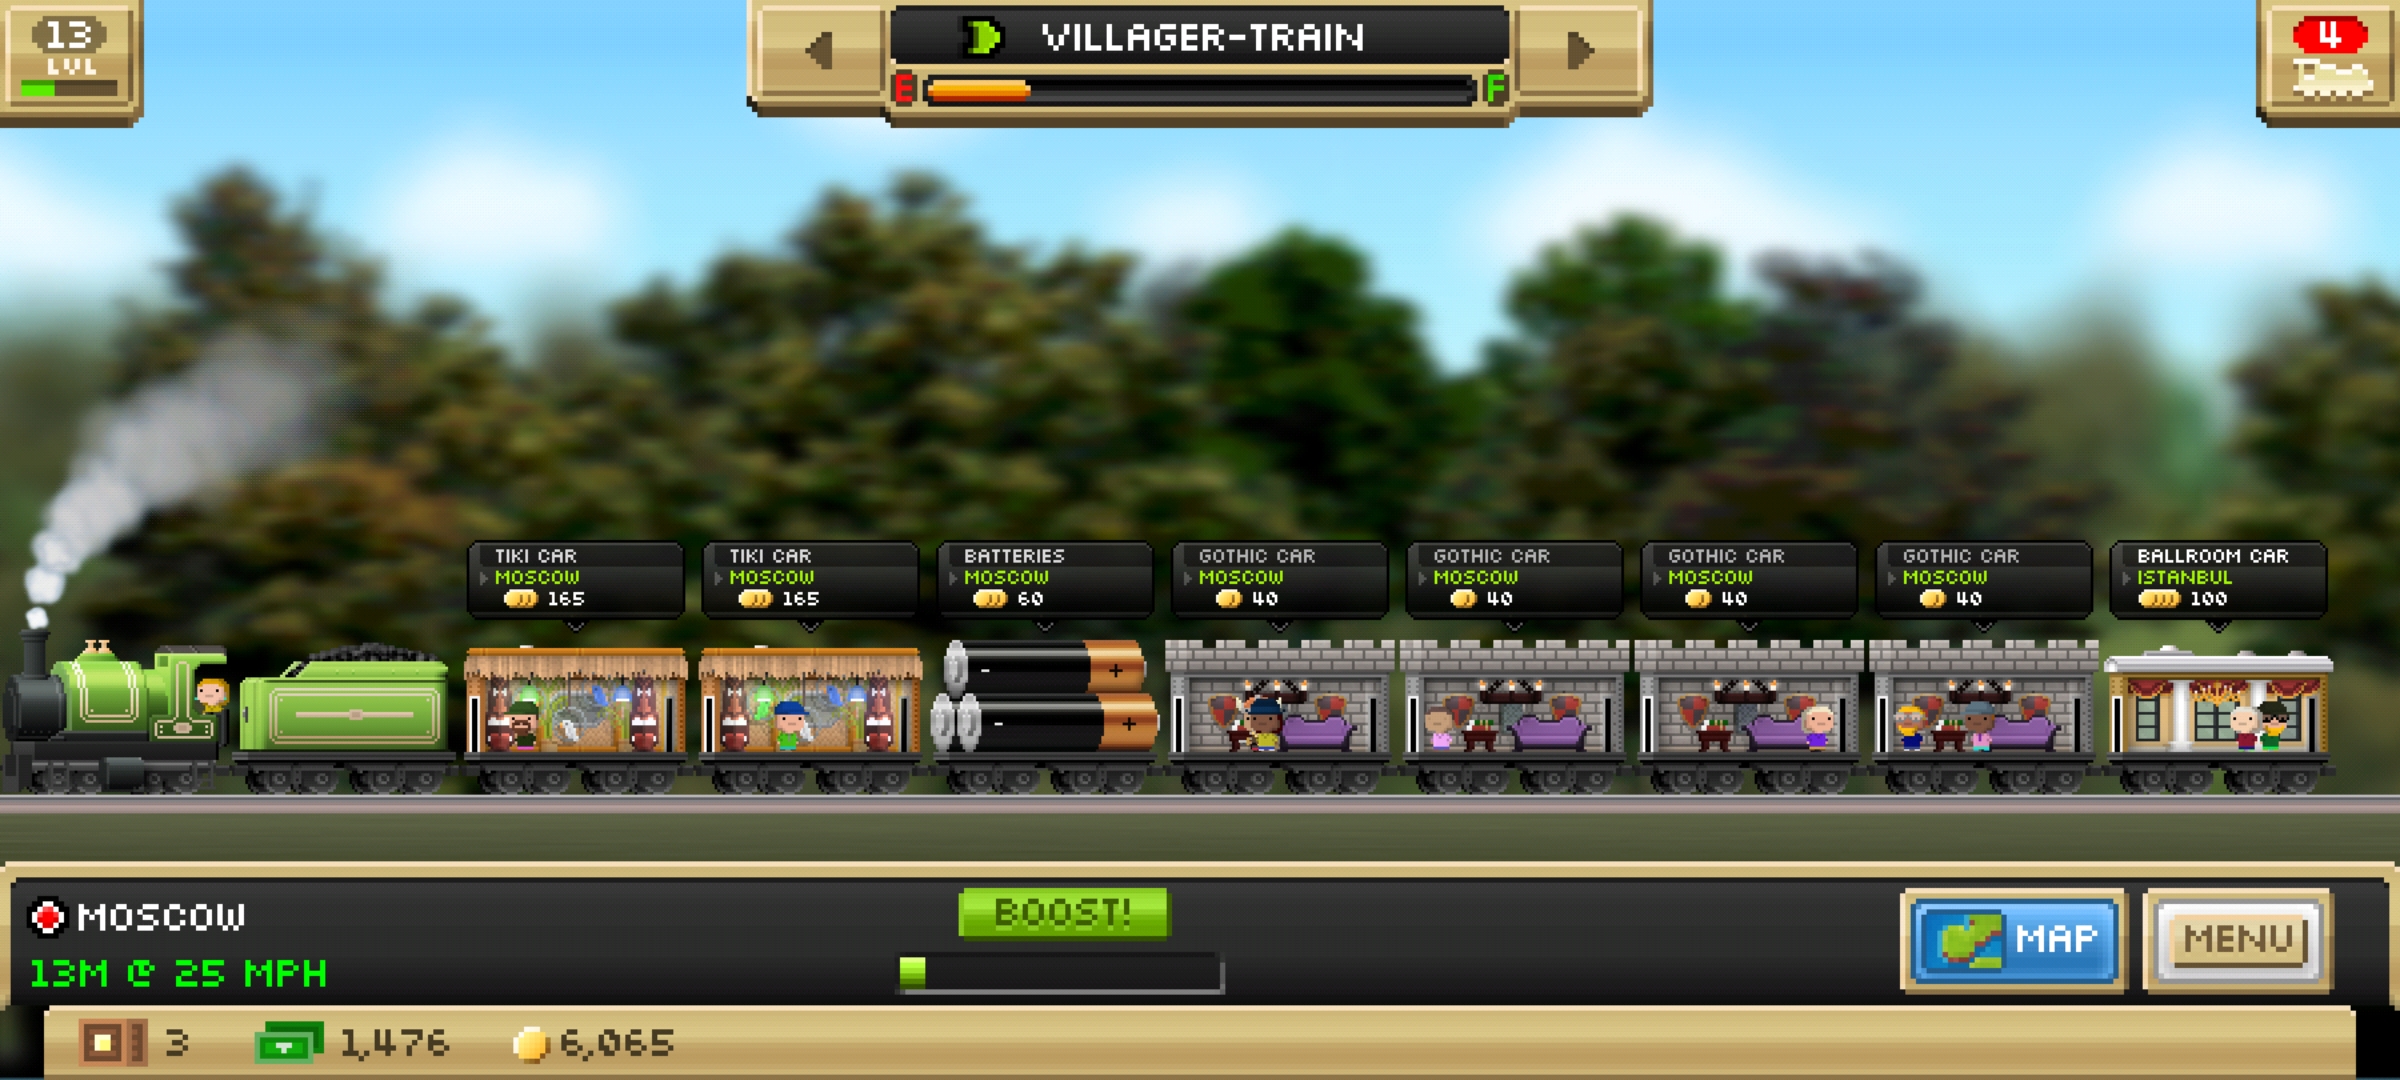 13
LVL
VILLAGER-TRAIN
E F
4
TIKI CAR
MOSCOW
165
TIKI CAR
MOSCOW
165
BATTERIES
MOSCOW
60
GOTHIC CAR
MOSCOW
40
GOTHIC CAR
MOSCOW
40
GOTHIC CAR
MOSCOW
40
GOTHIC CAR
MOSCOW
40
BALLROOM CAR
ISTANBUL
100
- +
- +
MOSCOW
13M @ 25 MPH
BOOST!
MAP
MENU
3
1,476
6,065